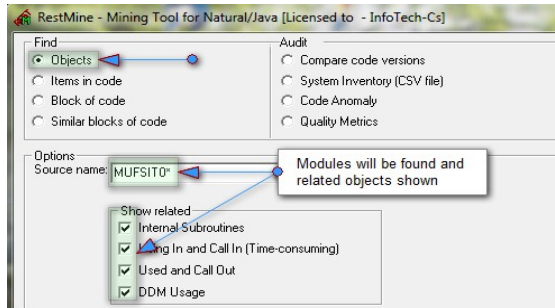 RestMine - Mining Tool for Natural/Java [Licensed to - InfoTech-Cs]
Find
Objects
Items in code
Block of code
Similar blocks of code
Audit
Compare code versions
System Inventory (CSV file)
Code Anomaly
Quality Metrics
Options
Source name: MUFSIT0*
Modules will be found and
related objects shown
Show related
Internal Subroutines
In and Call In (Time-consuming)
Used and Call Out
DDM Usage